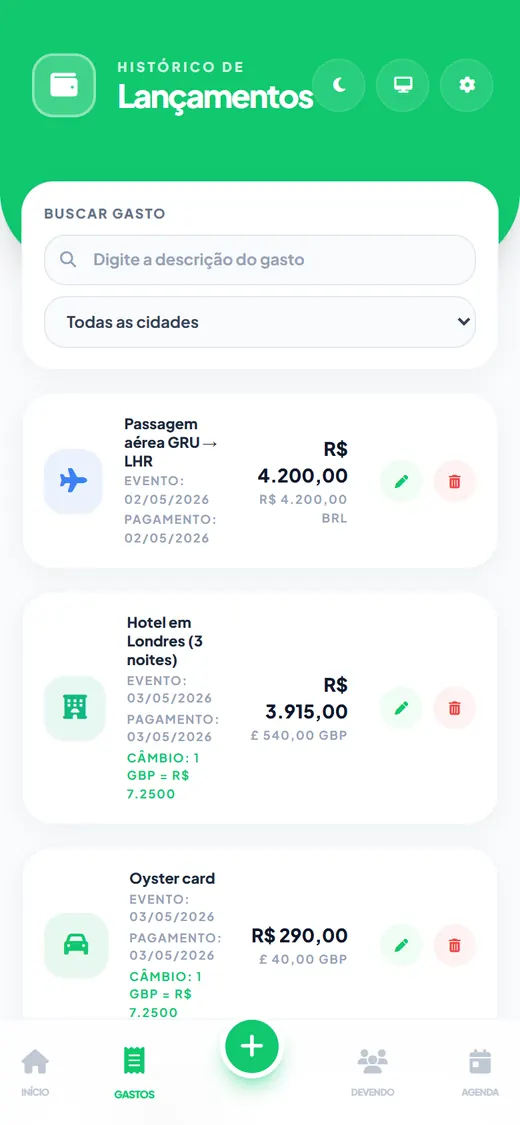 HISTÓRICO DE
Lançamentos
BUSCAR GASTO
Digite a descrição do gasto
Todas as cidades
Passagem
aérea GRU →
LHR
EVENTO:
02/05/2026
PAGAMENTO:
02/05/2026
R$
4.200,00
R$ 4.200,00
BRL
Hotel em
Londres (3
noites)
EVENTO:
03/05/2026
PAGAMENTO:
03/05/2026
CÂMBIO: 1
GBP = R$
7.2500
R$
3.915,00
£ 540,00 GBP
Oyster card
EVENTO:
03/05/2026
PAGAMENTO:
03/05/2026
CÂMBIO: 1
GBP = R$
7.2500
R$ 290,00
£ 40,00 GBP
INÍCIO
GASTOS
DEVENDO
AGENDA